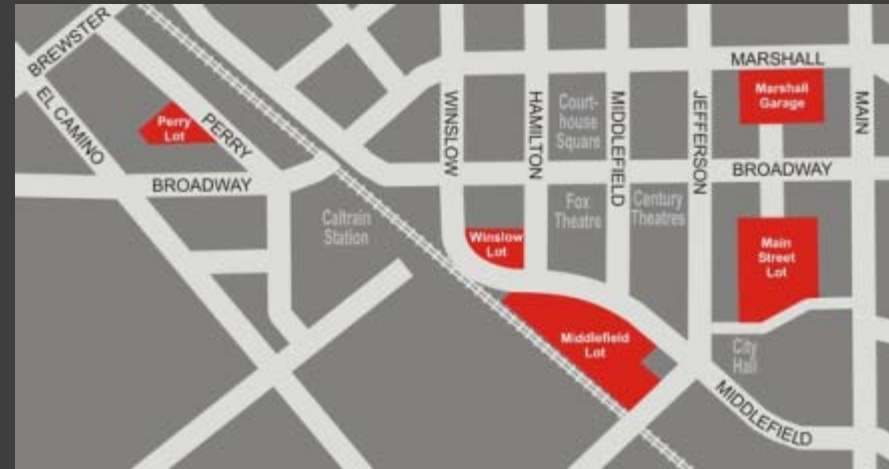 BREWSTER
EL CAMINO
PERRY
Perry
Lot
BROADWAY
Caltrain
Station
WINSLOW
HAMILTON
Court-
house
Square
MIDDLEFIELD
JEFFERSON
MARSHALL
Marshall
Garage
MAIN
BROADWAY
Fox
Theatre
Century
Theatres
Winslow
Lot
Main
Street
Lot
Middlefield
Lot
City
Hall
MIDDLEFIELD